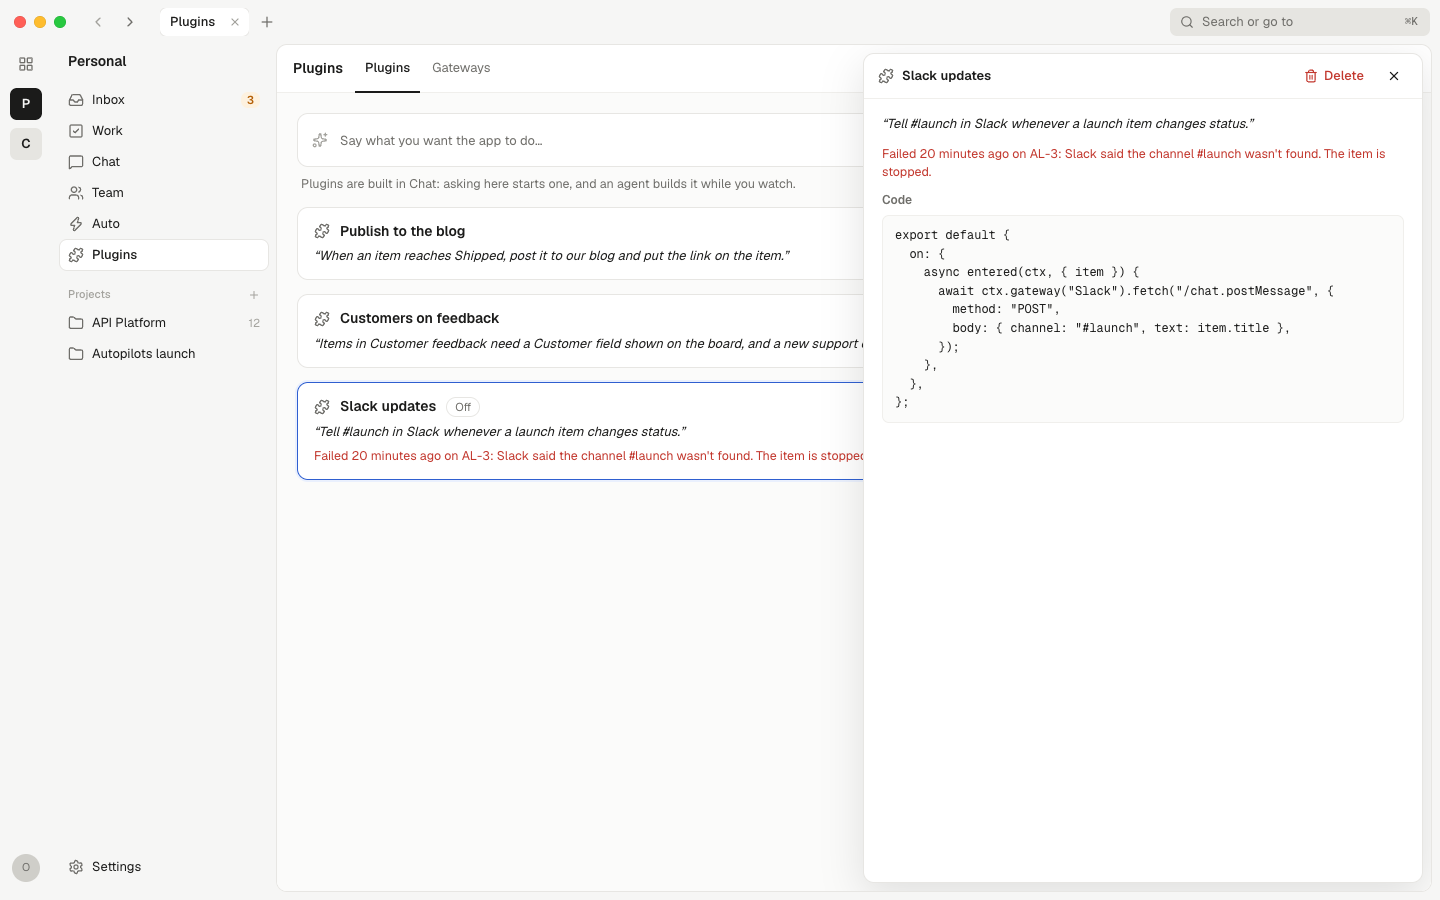 Plugins
Search or go to
⌘K
Personal
P
C
Inbox
3
Work
Chat
Team
Auto
Plugins
Projects
API Platform
12
Autopilots launch
O
Settings
Plugins
Plugins
Gateways
Say what you want the app to do...
Plugins are built in Chat: asking here starts one, and an agent builds it while you watch.
Publish to the blog
“When an item reaches Shipped, post it to our blog and put the link on the item.”
Customers on feedback
“Items in Customer feedback need a Customer field shown on the board, and a new support
Slack updates
Off
“Tell #launch in Slack whenever a launch item changes status.”
Failed 20 minutes ago on AL-3: Slack said the channel #launch wasn't found. The item is stopped
Slack updates
Delete
“Tell #launch in Slack whenever a launch item changes status.”
Failed 20 minutes ago on AL-3: Slack said the channel #launch wasn't found. The item is
stopped.
Code
export default {
  on: {
    async entered(ctx, { item }) {
      await ctx.gateway("Slack").fetch("/chat.postMessage", {
        method: "POST",
        body: { channel: "#launch", text: item.title },
      });
    },
  },
};